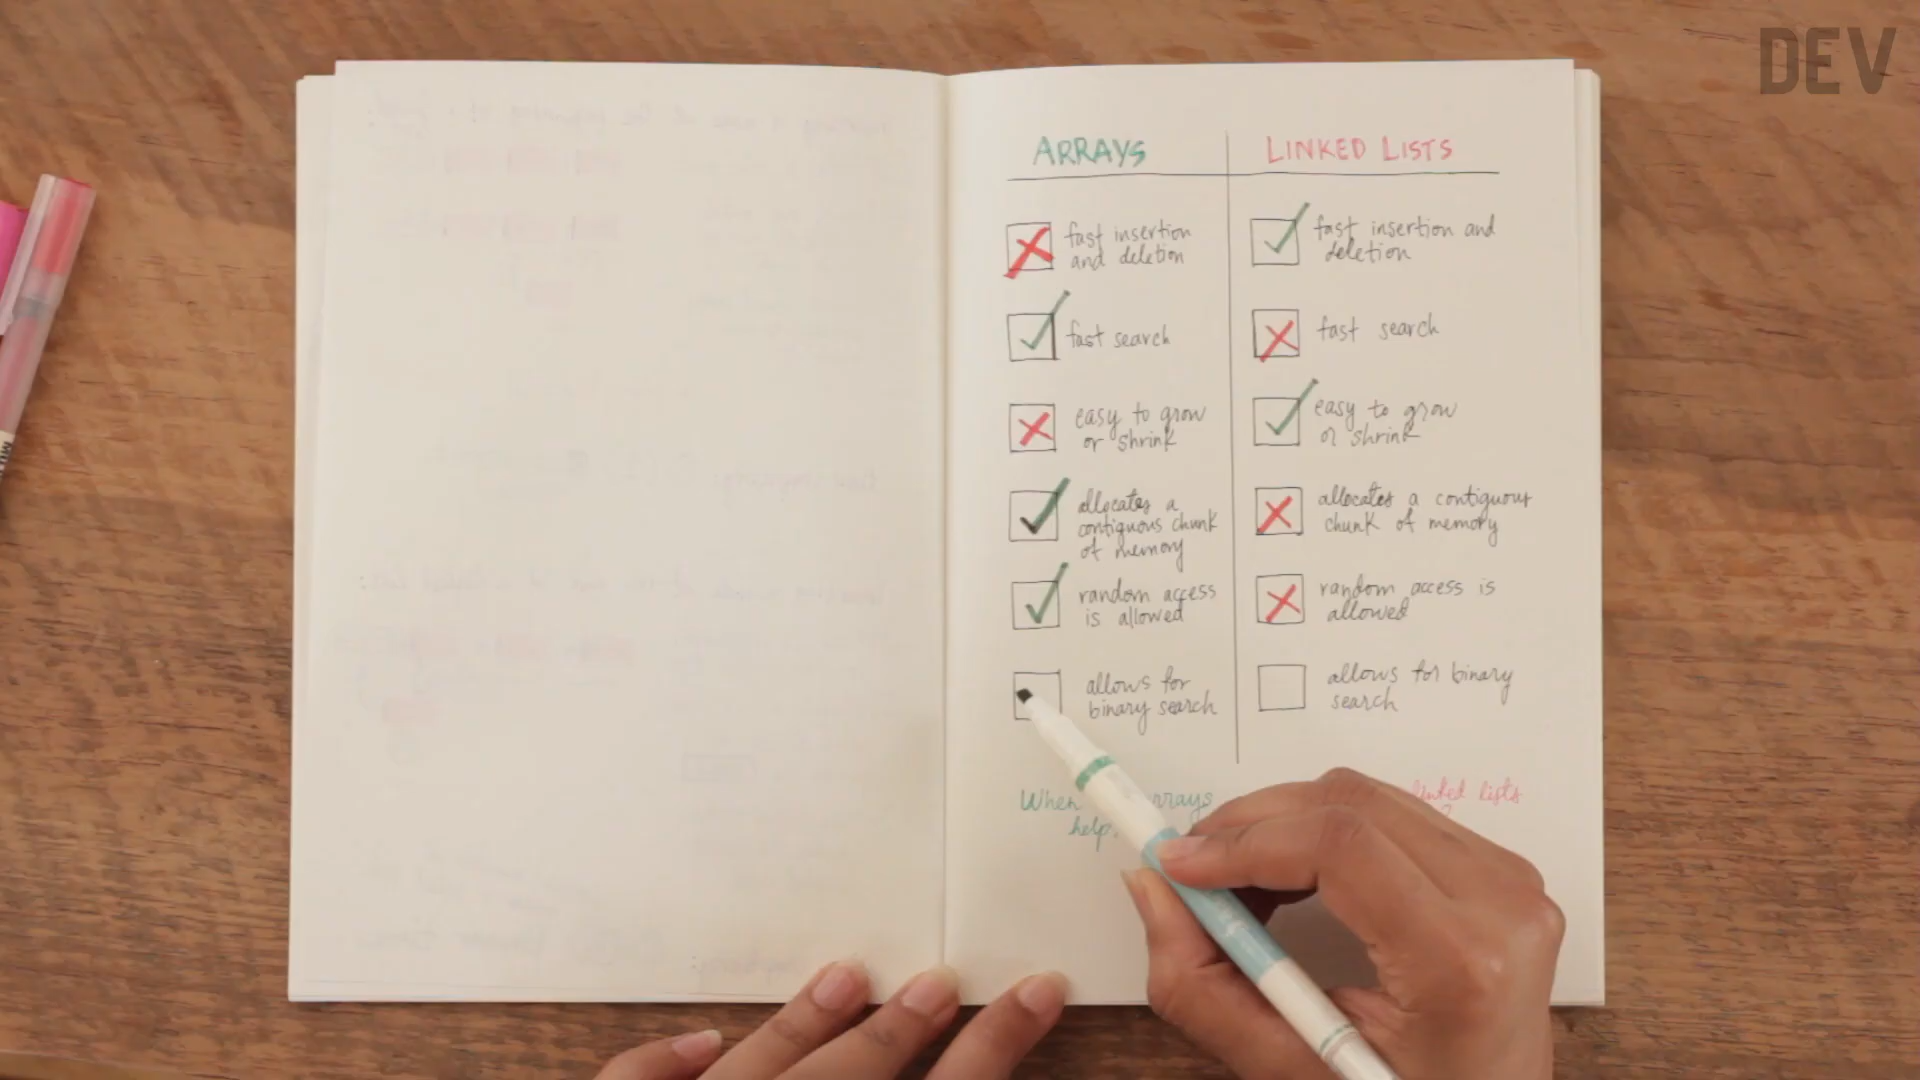 DEV
ARRAYS
fast insertion
and deletion
fast search
easy to grow
or shrink
allocates a
contiguous chunk
of memory
random access
is allowed
allows for
binary search
When
help
LINKED LISTS
fast insertion and
deletion
fast search
easy to grow
or shrink
allocates a contiguous
chunk of memory
random access is
allowed
allows for binary
search
linked lists
?